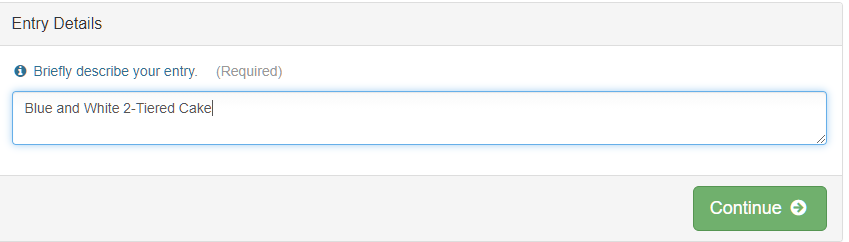 Entry Details
Briefly describe your entry. (Required)
Blue and White 2-Tiered Cake
Continue